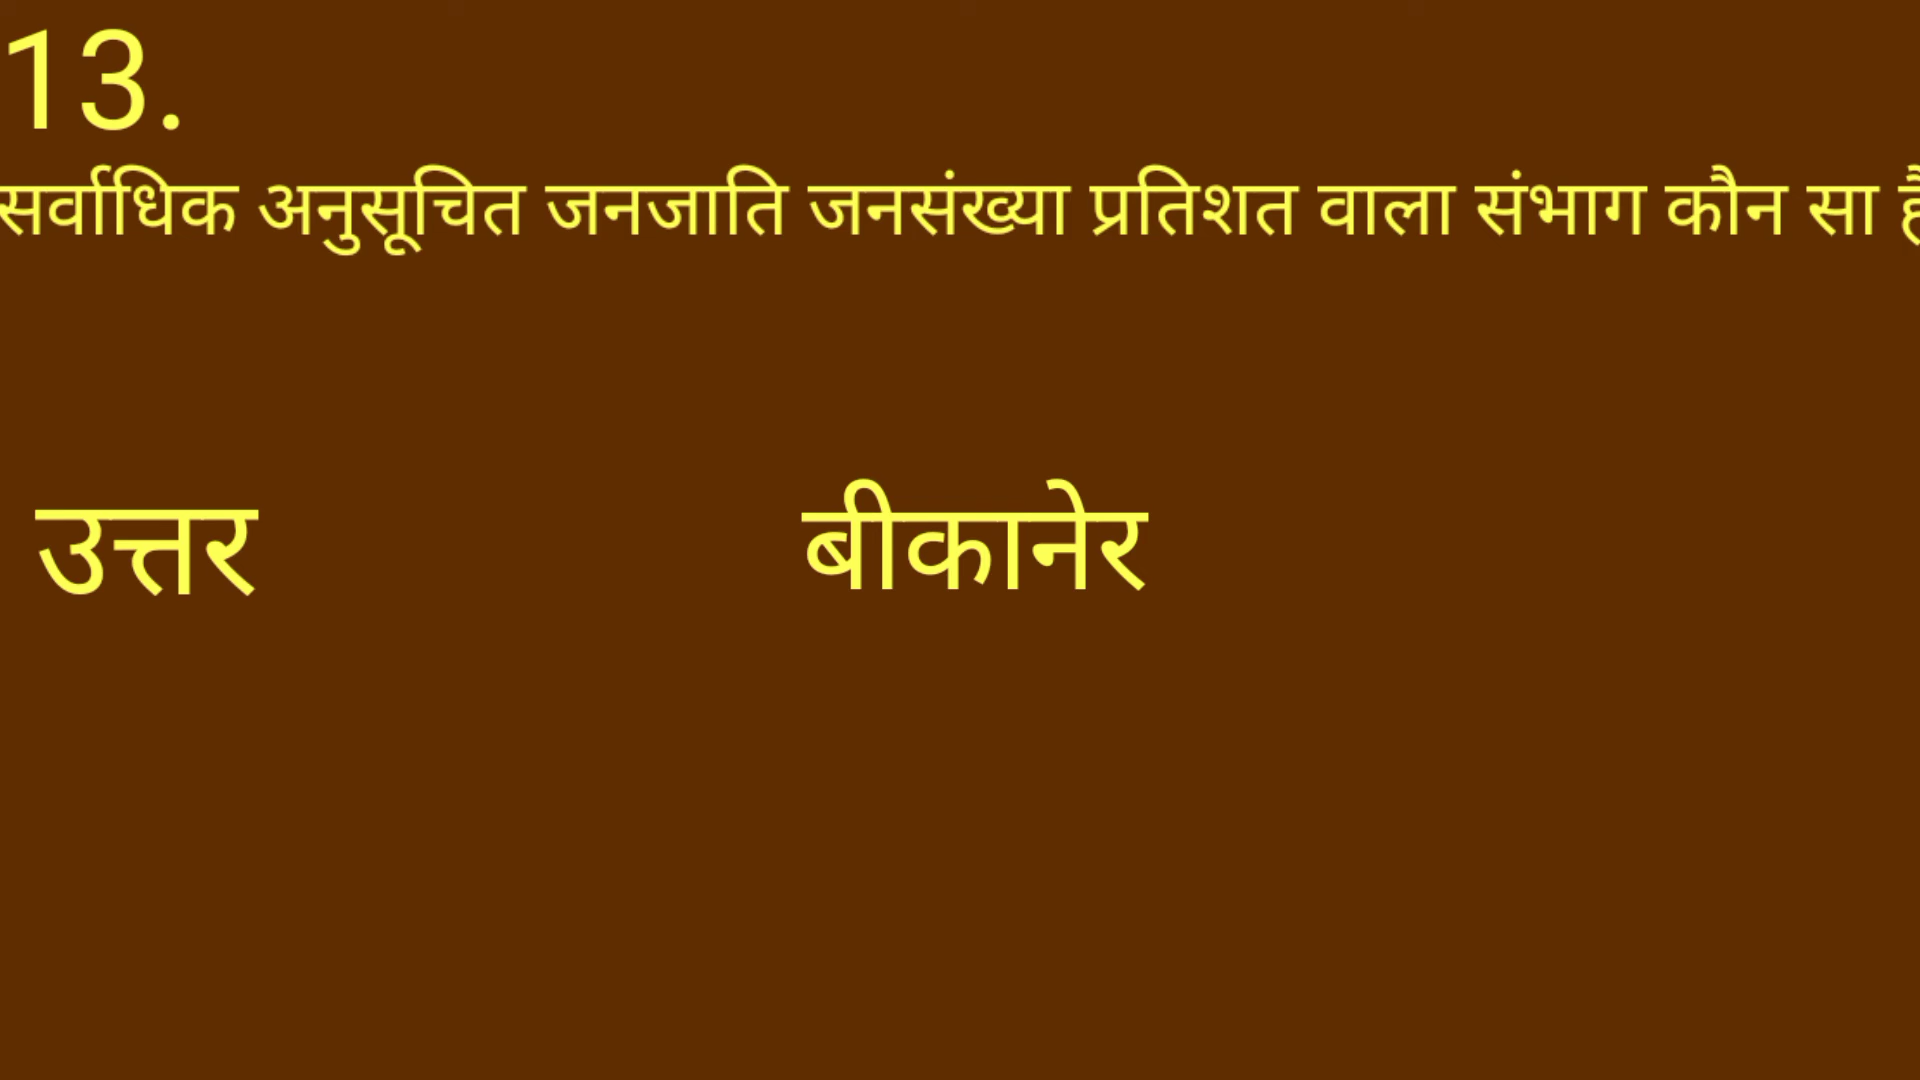 13.
सर्वाधिक अनुसूचित जनजाति जनसंख्या प्रतिशत वाला संभाग कौन सा है
उत्तर बीकानेर